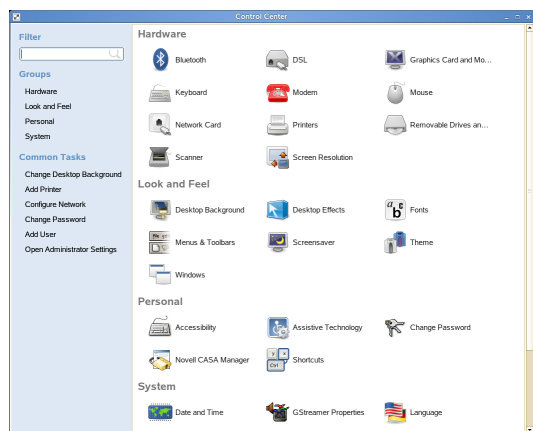 Control Center
Filter
Groups
Hardware
Look and Feel
Personal
System
Common Tasks
Change Desktop Background
Add Printer
Configure Network
Change Password
Add User
Open Administrator Settings
Hardware
Bluetooth
DSL
Graphics Card and Mo...
Keyboard
Modem
Mouse
Network Card
Printers
Removable Drives an...
Scanner
Screen Resolution
Look and Feel
Desktop Background
Desktop Effects
Fonts
Menus & Toolbars
Screensaver
Theme
Windows
Personal
Accessibility
Assistive Technology
Change Password
Novell CASA Manager
Shortcuts
System
Date and Time
GStreamer Properties
Language